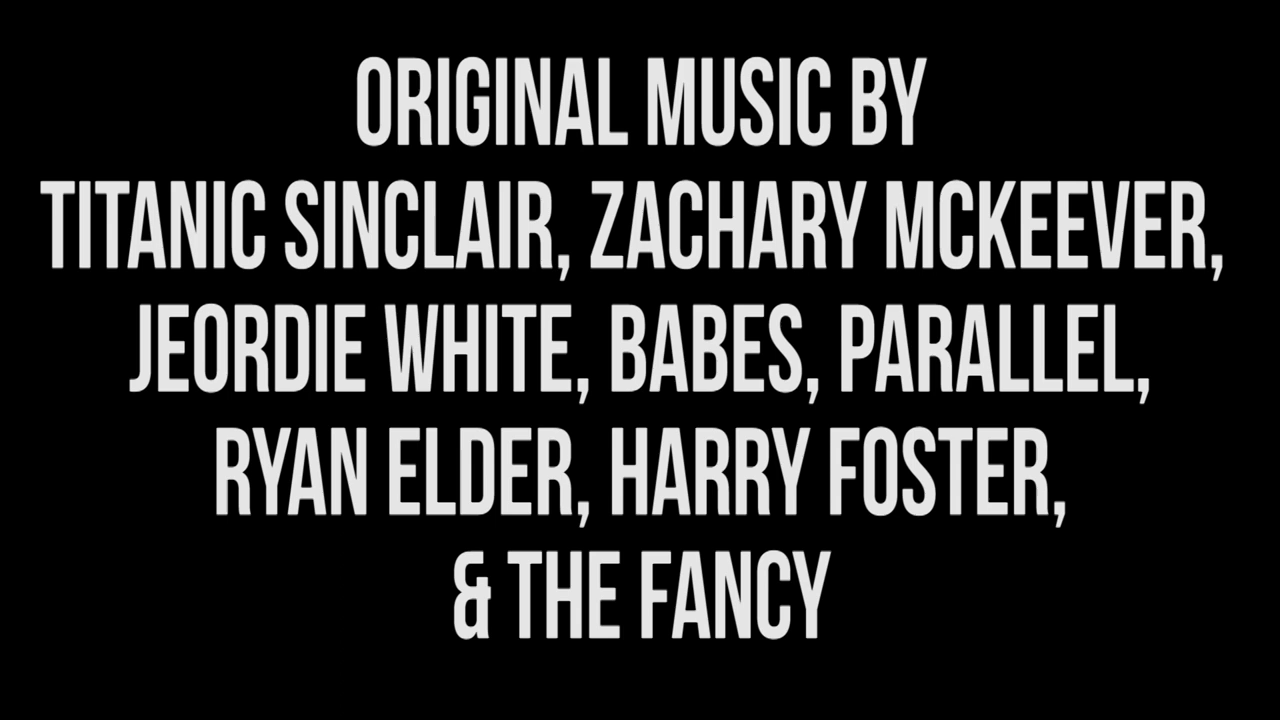 ORIGINAL MUSIC BY
TITANIC SINCLAIR, ZACHARY MCKEEVER,
JEORDIE WHITE, BABES, PARALLEL,
RYAN ELDER, HARRY FOSTER,
& THE FANCY